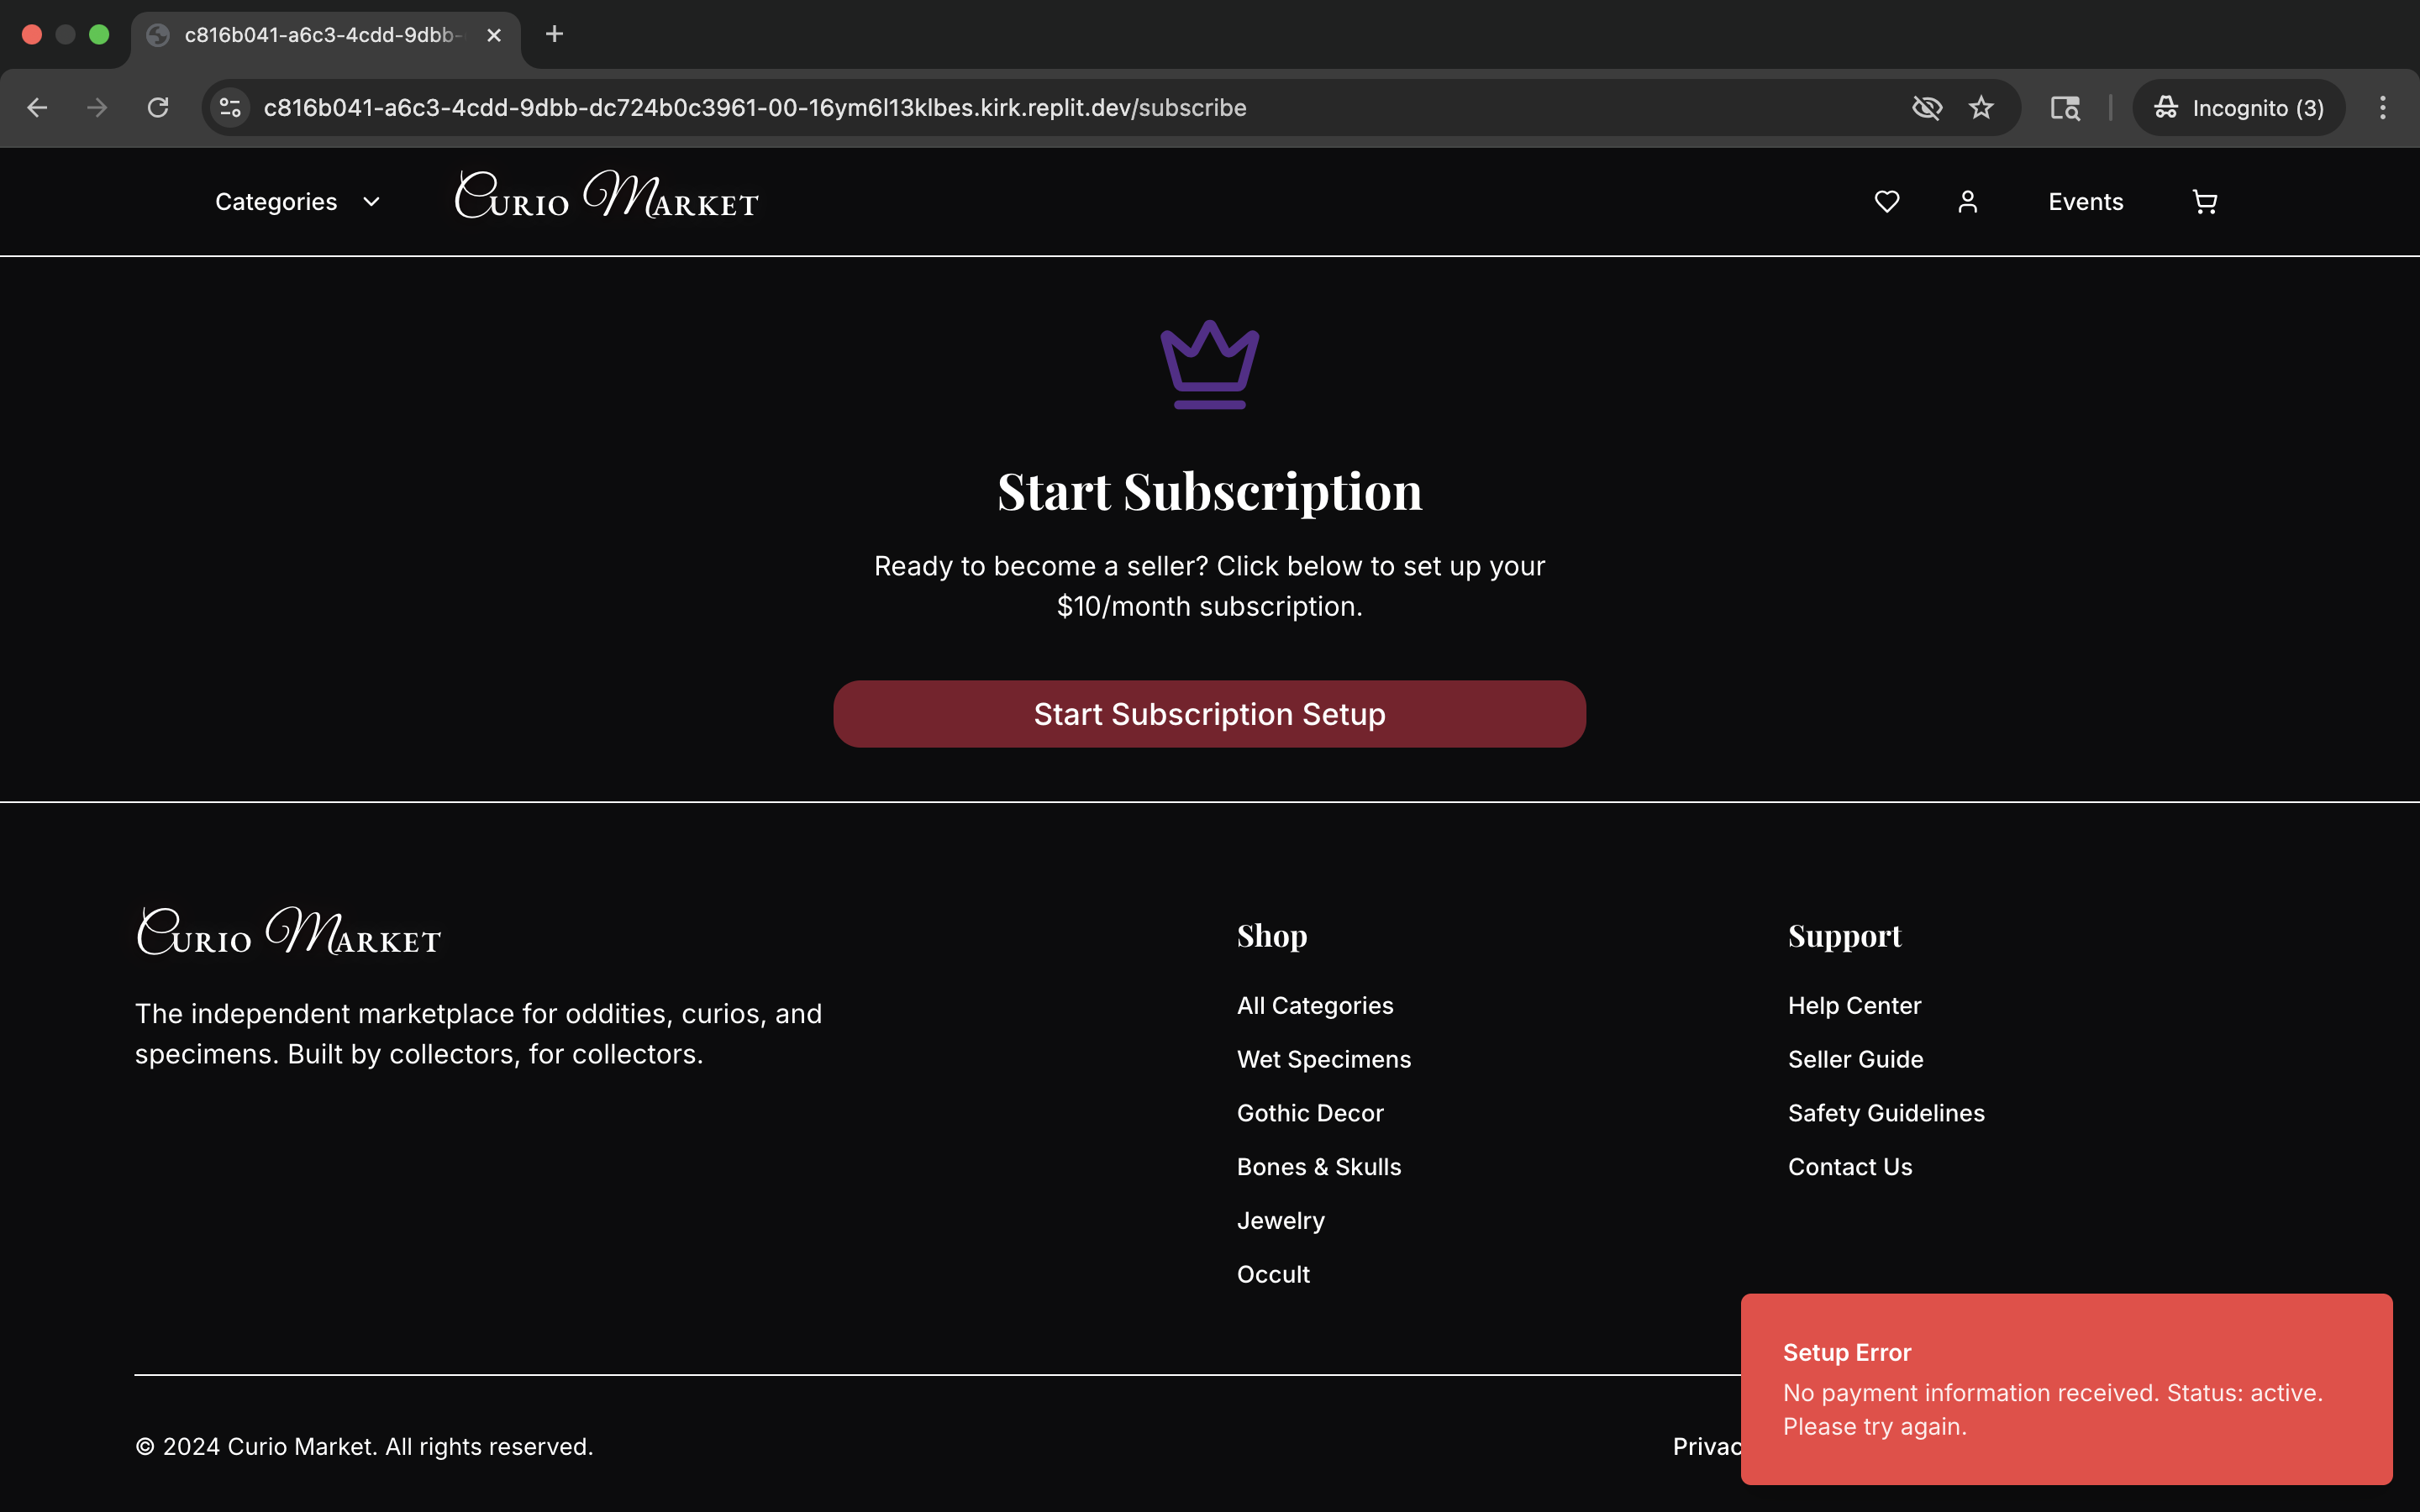 c816b041-a6c3-4cdd-9dbb-
c816b041-a6c3-4cdd-9dbb-dc724b0c3961-00-16ym6l13klbes.kirk.replit.dev/subscribe
Incognito (3)
Categories
Curio Market
Events
Start Subscription
Ready to become a seller? Click below to set up your
$10/month subscription.
Start Subscription Setup
Curio Market
The independent marketplace for oddities, curios, and
specimens. Built by collectors, for collectors.
Shop
All Categories
Wet Specimens
Gothic Decor
Bones & Skulls
Jewelry
Occult
Support
Help Center
Seller Guide
Safety Guidelines
Contact Us
© 2024 Curio Market. All rights reserved.
Privac
Setup Error
No payment information received. Status: active.
Please try again.